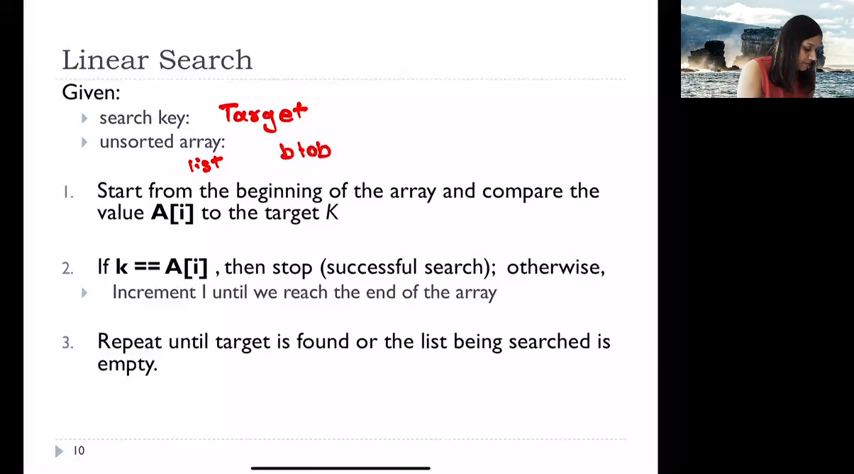 Linear Search
Given:
search key: Target
unsorted array: blob
list
1. Start from the beginning of the array and compare the
value A[i] to the target K
2. If k == A[i] , then stop (successful search); otherwise,
Increment I until we reach the end of the array
3. Repeat until target is found or the list being searched is
empty.
10